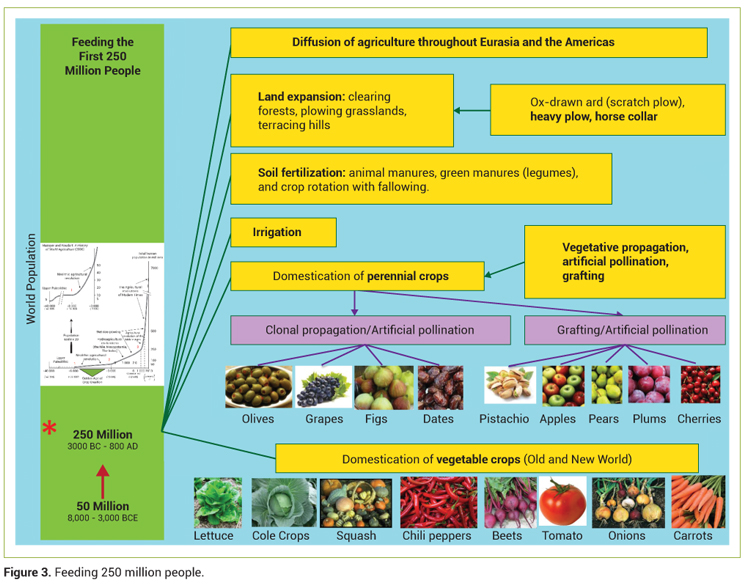 Feeding the
First 250
Million People
World Population
*
250 Million
3000 BC - 800 AD
50 Million
8,000 - 3,000 BCE
Diffusion of agriculture throughout Eurasia and the Americas
Land expansion: clearing
forests, plowing grasslands,
terracing hills
Ox-drawn ard (scratch plow),
heavy plow, horse collar
Soil fertilization: animal manures, green manures (legumes),
and crop rotation with fallowing.
Irrigation
Vegetative propagation,
artificial pollination,
grafting
Domestication of perennial crops
Clonal propagation/Artificial pollination
Grafting/Artificial pollination
Olives
Grapes
Figs
Dates
Pistachio
Apples
Pears
Plums
Cherries
Domestication of vegetable crops (Old and New World)
Lettuce
Cole Crops
Squash
Chili peppers
Beets
Tomato
Onions
Carrots
Figure 3. Feeding 250 million people.